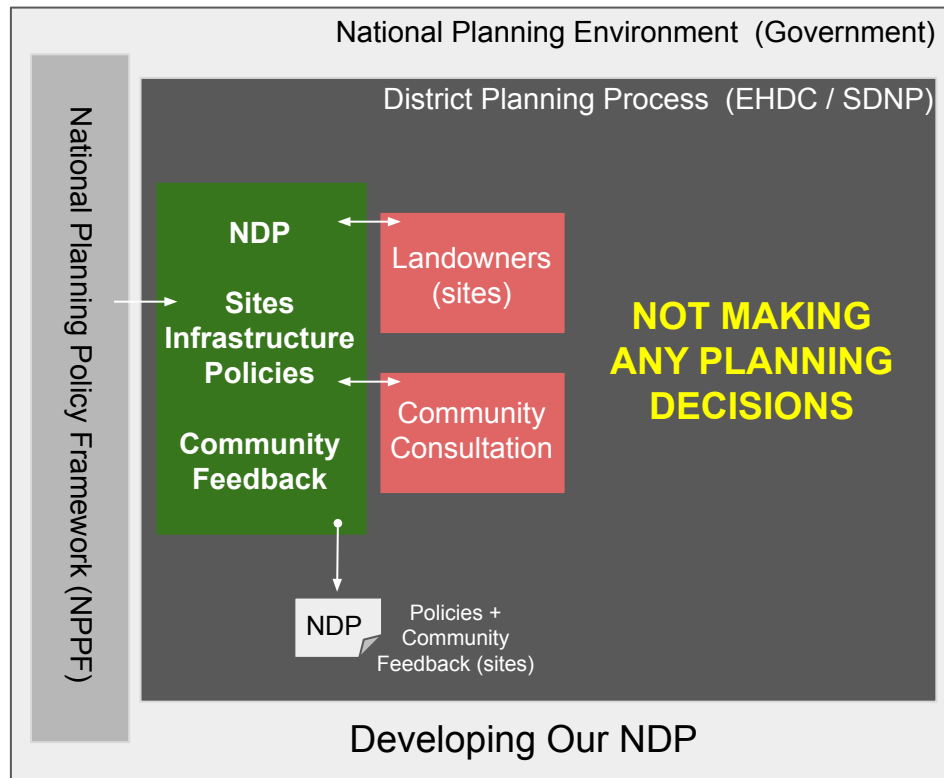 National Planning Environment (Government)
National Planning Policy Framework (NPPF)
District Planning Process (EHDC / SDNP)
NDP
Sites
Infrastructure
Policies
Community
Feedback
Landowners
(sites)
Community
Consultation
NOT MAKING
ANY PLANNING
DECISIONS
NDP
Policies +
Community
Feedback (sites)
Developing Our NDP